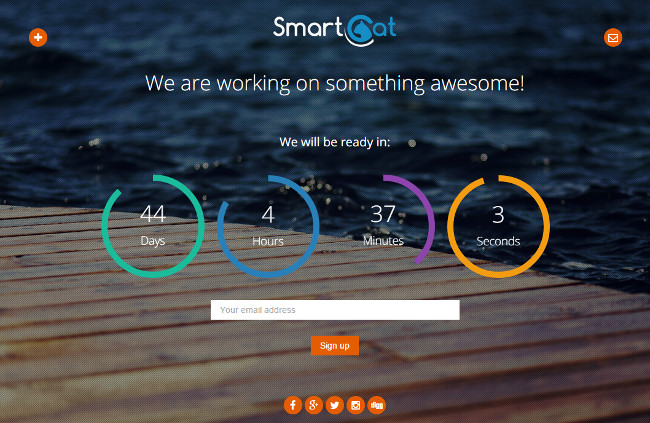 SmartCat
We are working on something awesome!
We will be ready in:
44
Days
4
Hours
37
Minutes
3
Seconds
Your email address
Sign up
f
g+
digg